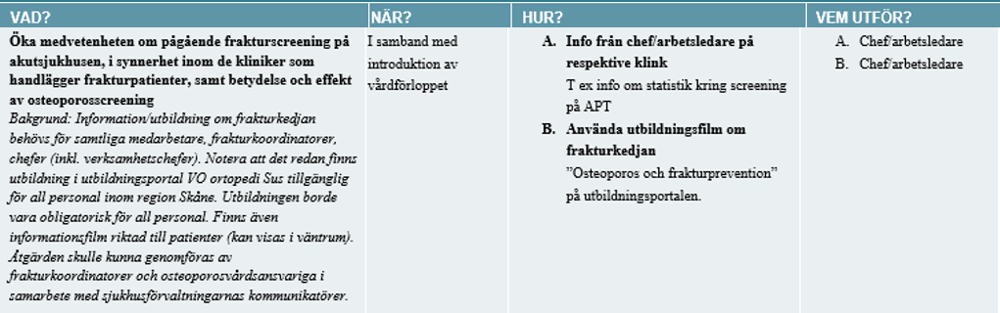 VAD?
NÄR?
HUR?
VEM UTFÖR?
Öka medvetenheten om pågående frakturscreening på
akutsjukhusen, i synnerhet inom de kliniker som
handlägger frakturpatienter, samt betydelse och effekt
av osteoporosscreening
Bakgrund: Information/utbildning om frakturkedjan
behövs för samtliga medarbetare, frakturkoordinatorer,
chefer (inkl. verksamhetschefer). Notera att det redan finns
utbildning i utbildningsportal VO ortopedi Sus tillgänglig
för all personal inom region Skåne. Utbildningen borde
vara obligatorisk för all personal. Finns även
informationsfilm riktad till patienter (kan visas i väntrum).
Åtgärden skulle kunna genomföras av
frakturkoordinatorer och osteoporosvårdsansvariga i
samarbete med sjukhusförvaltningarnas kommunikatörer.
I samband med
introduktion av
vårdförloppet
A. Info från chef/arbetsledare på
respektive klink
T ex info om statistik kring screening
på APT
B. Använda utbildningsfilm om
frakturkedjan
”Osteoporos och frakturprevention”
på utbildningsportalen.
A. Chef/arbetsledare
B. Chef/arbetsledare